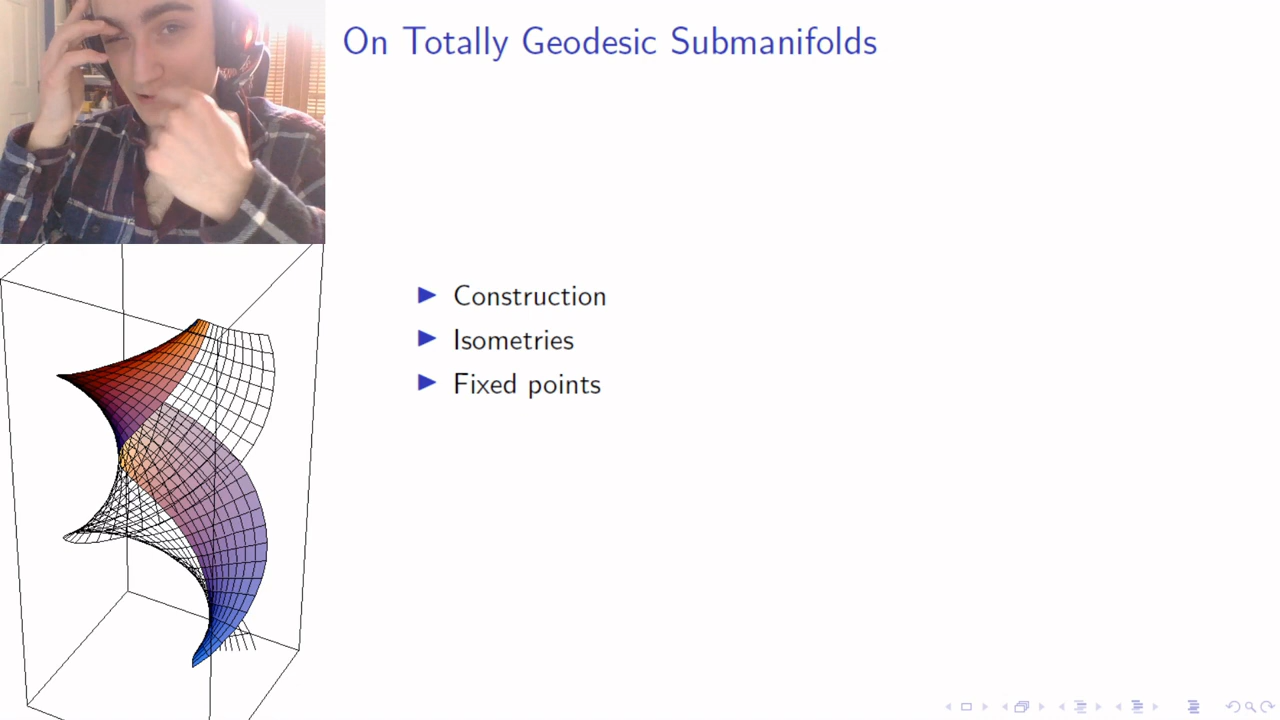 On Totally Geodesic Submanifolds
Construction
Isometries
Fixed points